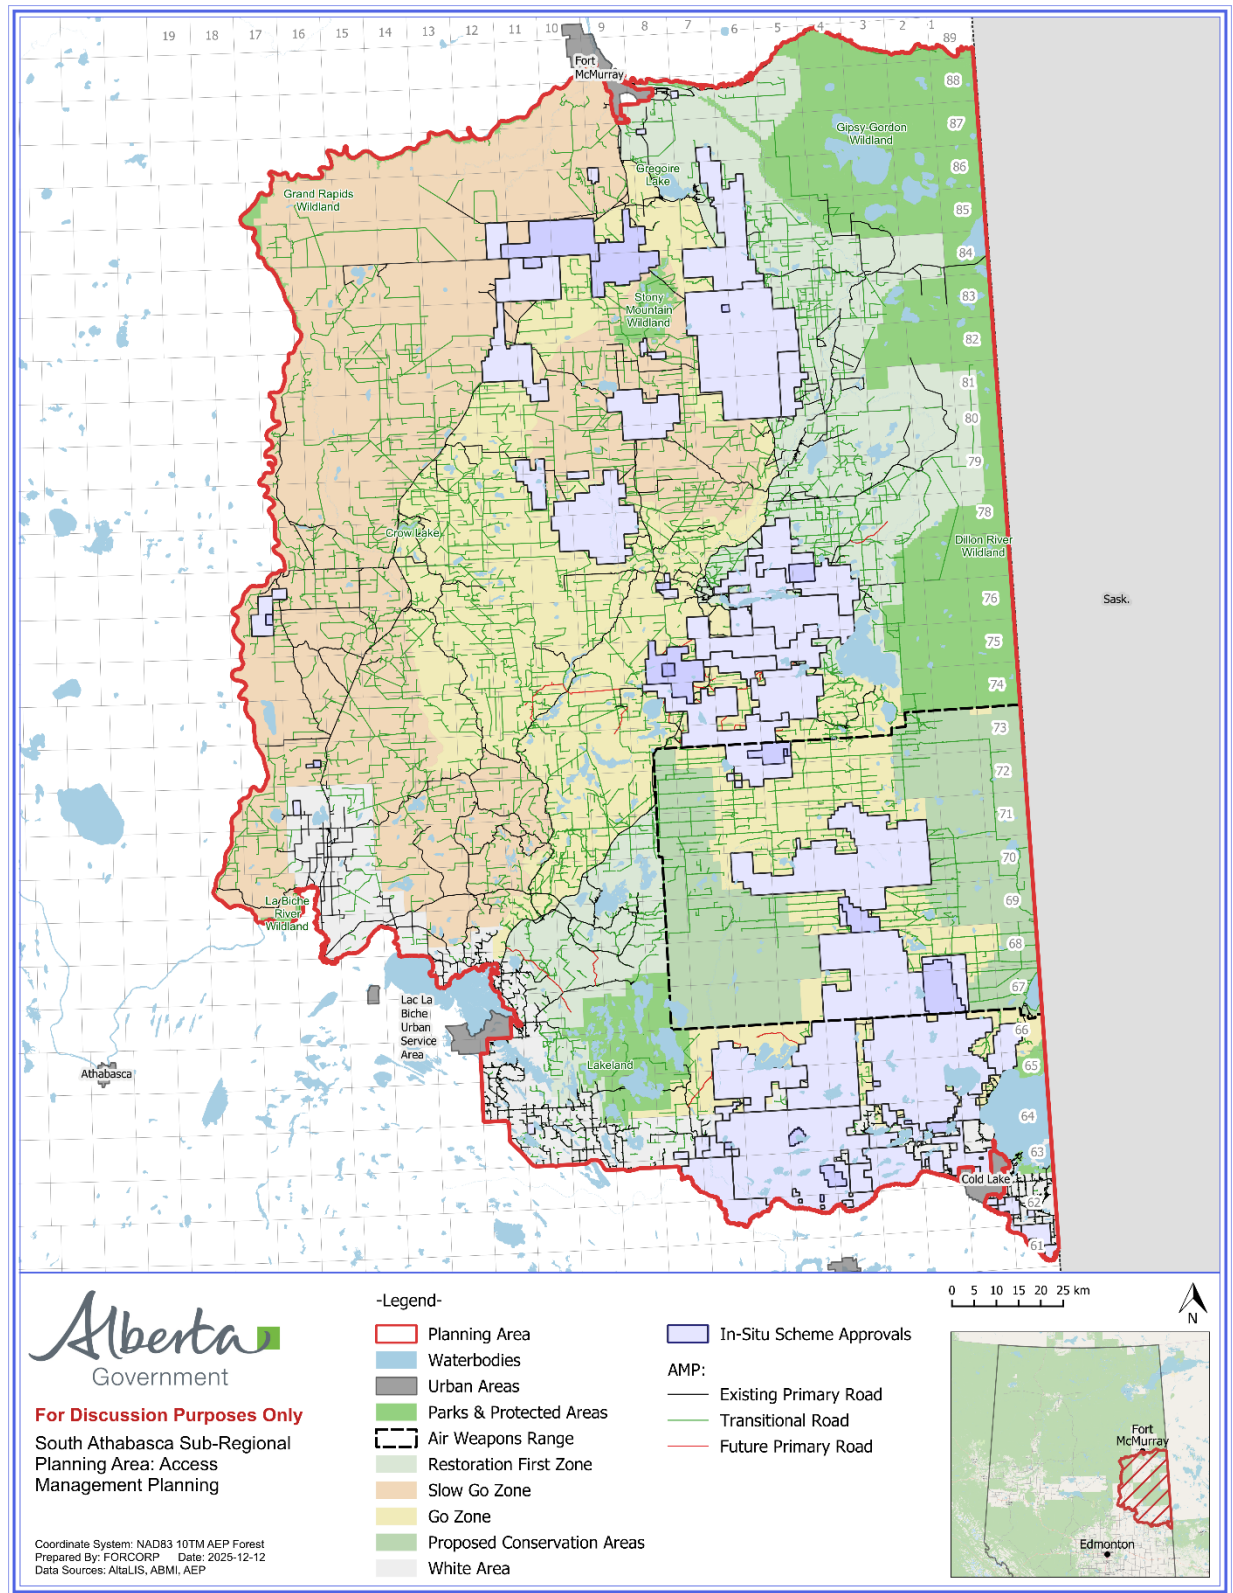 19 18 17 16 15 14 13 12 11 10 9 8 7 6 5 4 2 1
89
Fort
McMurray
88
87
Gipsy-Gordon
Wildland
86
Gregoire
Lake
Grand Rapids
Wildland
85
84
83
Stony
Mountain
Wildland
82
81
80
79
78
Crow Lake
Dillon River
Wildland
76
Sask.
75
74
73
72
71
70
69
La Biche
River
Wildland
68
67
Lac La
Biche
Urban
Service
Area
66
65
Lakeland
Athabasca
64
63
Cold Lake
62
61
Alberta
Government
For Discussion Purposes Only
South Athabasca Sub-Regional
Planning Area: Access
Management Planning
Coordinate System: NAD83 10TM AEP Forest
Prepared By: FORCORP Date: 2025-12-12
Data Sources: AltaLIS, ABMI, AEP
-Legend-
Planning Area
Waterbodies
Urban Areas
Parks & Protected Areas
Air Weapons Range
Restoration First Zone
Slow Go Zone
Go Zone
Proposed Conservation Areas
White Area
In-Situ Scheme Approvals
AMP:
Existing Primary Road
Transitional Road
Future Primary Road
0 5 10 15 20 25 km
N
Fort
McMurray
Edmonton